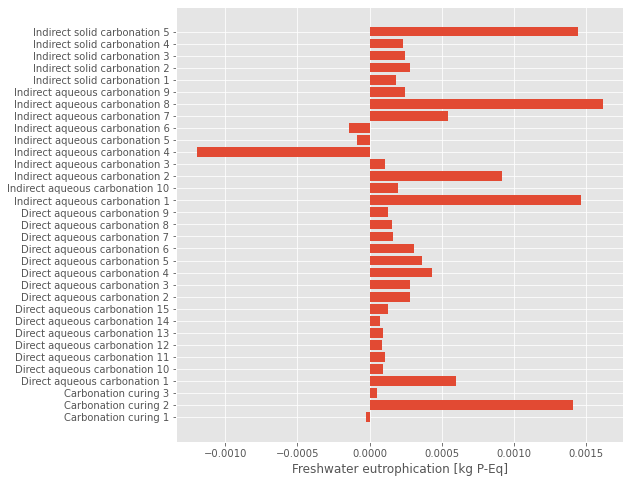 Indirect solid carbonation 5
Indirect solid carbonation 4
Indirect solid carbonation 3
Indirect solid carbonation 2
Indirect solid carbonation 1
Indirect aqueous carbonation 9
Indirect aqueous carbonation 8
Indirect aqueous carbonation 7
Indirect aqueous carbonation 6
Indirect aqueous carbonation 5
Indirect aqueous carbonation 4
Indirect aqueous carbonation 3
Indirect aqueous carbonation 2
Indirect aqueous carbonation 10
Indirect aqueous carbonation 1
Direct aqueous carbonation 9
Direct aqueous carbonation 8
Direct aqueous carbonation 7
Direct aqueous carbonation 6
Direct aqueous carbonation 5
Direct aqueous carbonation 4
Direct aqueous carbonation 3
Direct aqueous carbonation 2
Direct aqueous carbonation 15
Direct aqueous carbonation 14
Direct aqueous carbonation 13
Direct aqueous carbonation 12
Direct aqueous carbonation 11
Direct aqueous carbonation 10
Direct aqueous carbonation 1
Carbonation curing 3
Carbonation curing 2
Carbonation curing 1
−0.0010 −0.0005 0.0000 0.0005 0.0010 0.0015
Freshwater eutrophication [kg P-Eq]